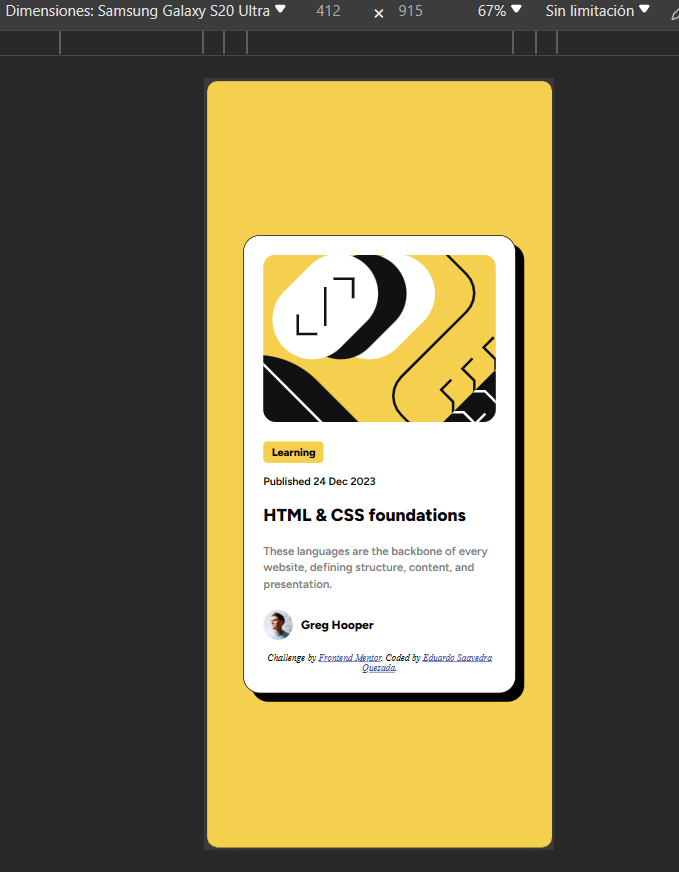 Dimensiones: Samsung Galaxy S20 Ultra 412 × 915 67% Sin limitación
Learning
Published 24 Dec 2023
HTML & CSS foundations
These languages are the backbone of every
website, defining structure, content, and
presentation.
Greg Hooper
Challenge by Frontend Mentor. Coded by Eduardo Saavedra
Quezada.